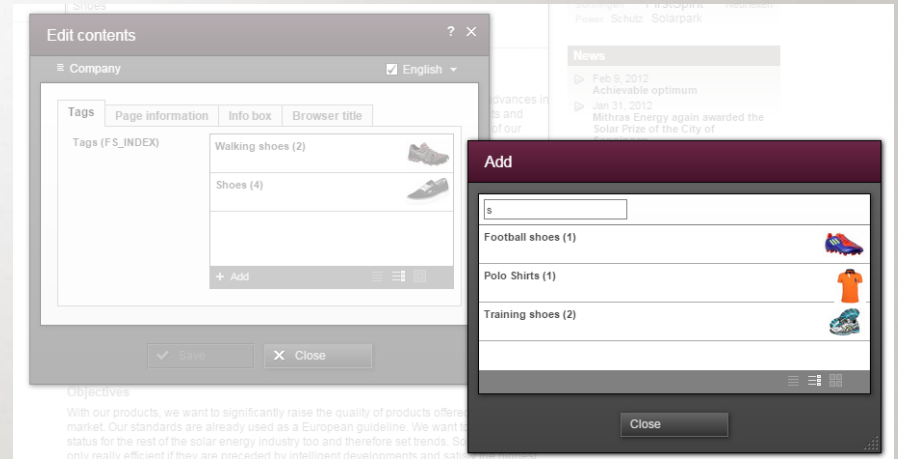 Shoes
Edit contents
?
Company
English
Tags
Page information
Info box
Browser title
Tags (FS_INDEX)
Walking shoes (2)
Shoes (4)
+ Add
Save
Close
FirstSpirit
Power Schulz Solarpark
News
Feb 9, 2012
Achievable optimum
Jan 31, 2012
Mithras Energy again awarded the
Solar Prize of the City of
dvances in
ts and
of our
Add
s
Football shoes (1)
Polo Shirts (1)
Training shoes (2)
Close
Objectives
With our products, we want to significantly raise the quality of products offered
market. Our standards are already used as a European guideline. We want to
status for the rest of the solar energy industry too and therefore set trends. So
only really efficient if they are preceded by intelligent developments and